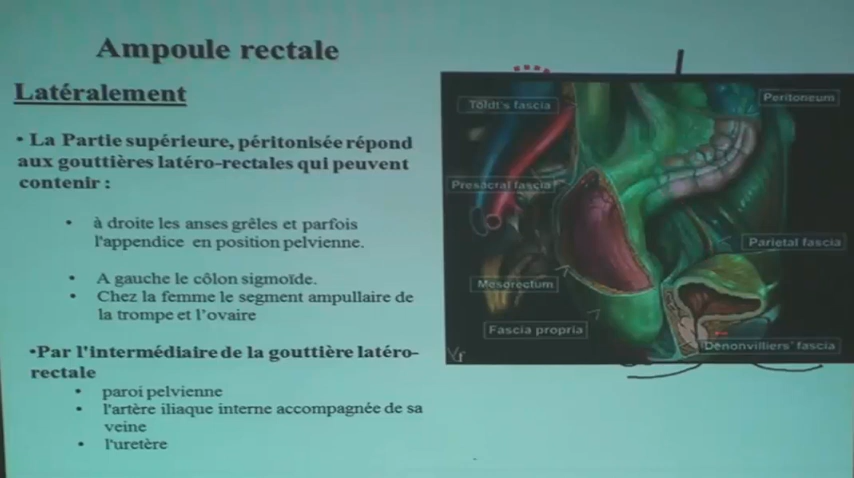 Ampoule rectale
Latéralement
• La Partie supérieure, péritonisée répond
aux gouttières latéro-rectales qui peuvent
contenir :
• à droite les anses grêles et parfois
l'appendice en position pelvienne.
• A gauche le côlon sigmoïde.
• Chez la femme le segment ampullaire de
la trompe et l'ovaire
•Par l'intermédiaire de la gouttière latéro-
rectale
• paroi pelvienne
• l'artère iliaque interne accompagnée de sa
veine
• l'uretère
Toldt's fascia
Peritoneum
Presacral fascia
Parietal fascia
Mesorectum
Fascia propria
Denonvilliers' fascia